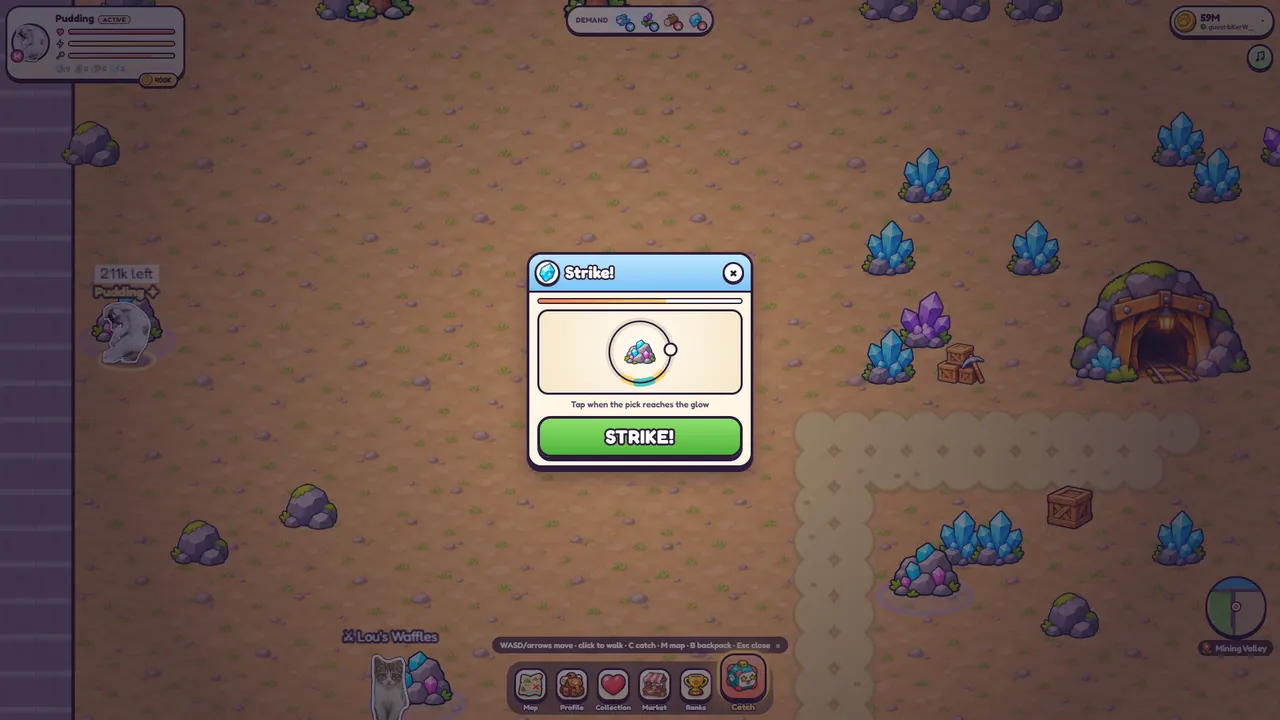 Pudding ACTIVE
400K
DEMAND
59M
211k left
Pudding
Strike!
Tap when the pick reaches the glow
STRIKE!
Lou's Waffles
WASD/arrows move · click to walk · C catch · M map · B backpack · Esc close ×
Map
Profile
Collection
Market
Ranks
Catch
Mining Valley